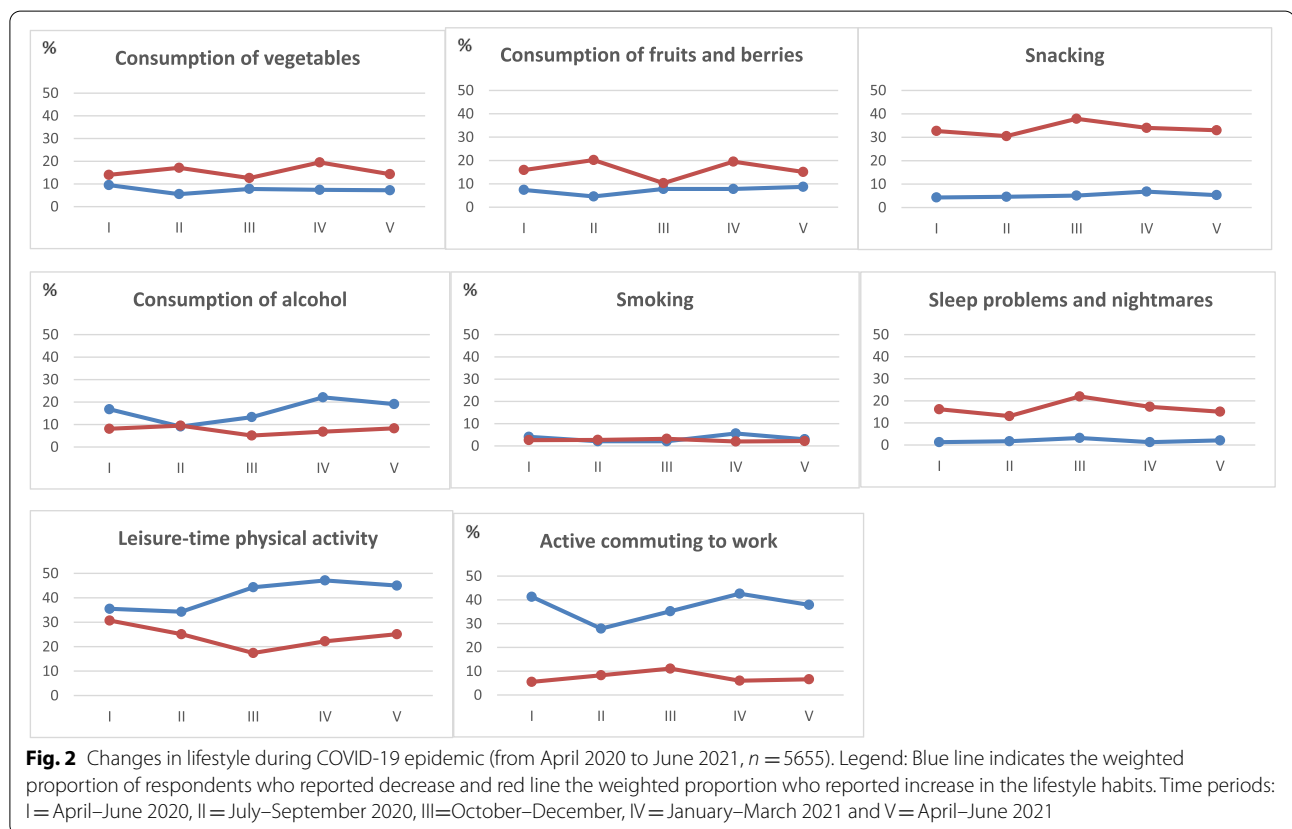 %
Consumption of vegetables
50
40
30
20
10
0
I II III IV V
%
Consumption of fruits and berries
50
40
30
20
10
0
I II III IV V
Snacking
50
40
30
20
10
0
I II III IV V
%
Consumption of alcohol
50
40
30
20
10
0
I II III IV V
%
Smoking
50
40
30
20
10
0
I II III IV V
Sleep problems and nightmares
50
40
30
20
10
0
I II III IV V
Leisure-time physical activity
50
40
30
20
10
0
I II III IV V
%
Active commuting to work
50
40
30
20
10
0
I II III IV V
Fig. 2 Changes in lifestyle during COVID-19 epidemic (from April 2020 to June 2021, n = 5655). Legend: Blue line indicates the weighted
proportion of respondents who reported decrease and red line the weighted proportion who reported increase in the lifestyle habits. Time periods:
I = April–June 2020, II = July–September 2020, III=October–December, IV = January–March 2021 and V = April–June 2021